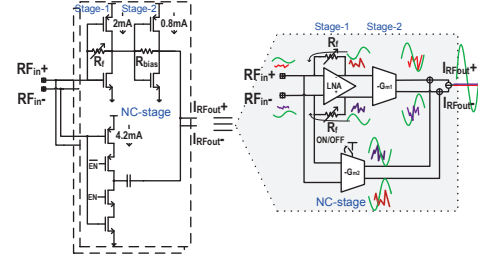 Stage-1 Stage-2
2mA 0.8mA
Rf Rbias
RFin+
RFin-
NC-stage
IRFout+
IRFout-
4.2mA
EN
EN
Stage-1 Stage-2
Rf
RFin+
LNA
-Gm1
IRFout+
RFin-
IRFout-
Rf
ON/OFF
-Gm2
NC-stage